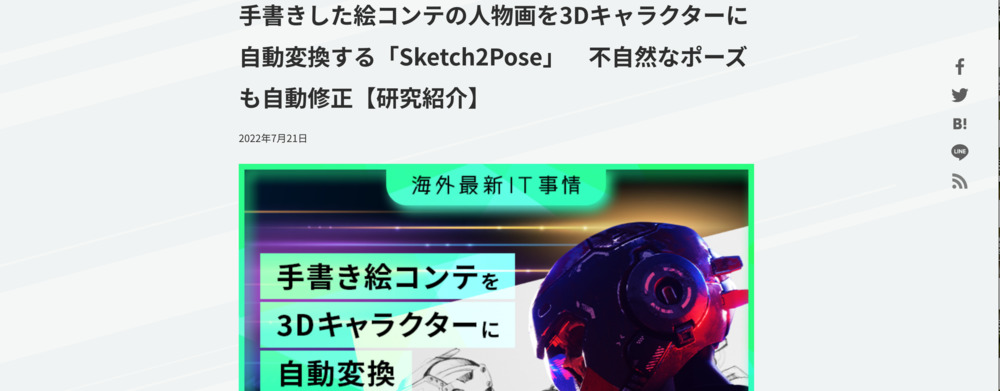 手書きした絵コンテの人物画を3Dキャラクターに
自動変換する「Sketch2Pose」　不自然なポーズ
も自動修正【研究紹介】
2022年7月21日
海外最新IT事情
手書き絵コンテを
3Dキャラクターに
自動変換
B!
LINE